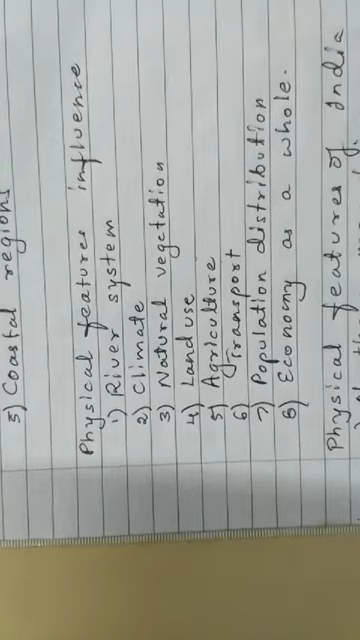 5) Coastal regions
Physical features influence
1) River system
2) Climate
3) Natural vegetation
4) Land use
5) Agriculture
6) Transport
7) Population distribution
8) Economy as a whole.
Physical features of India